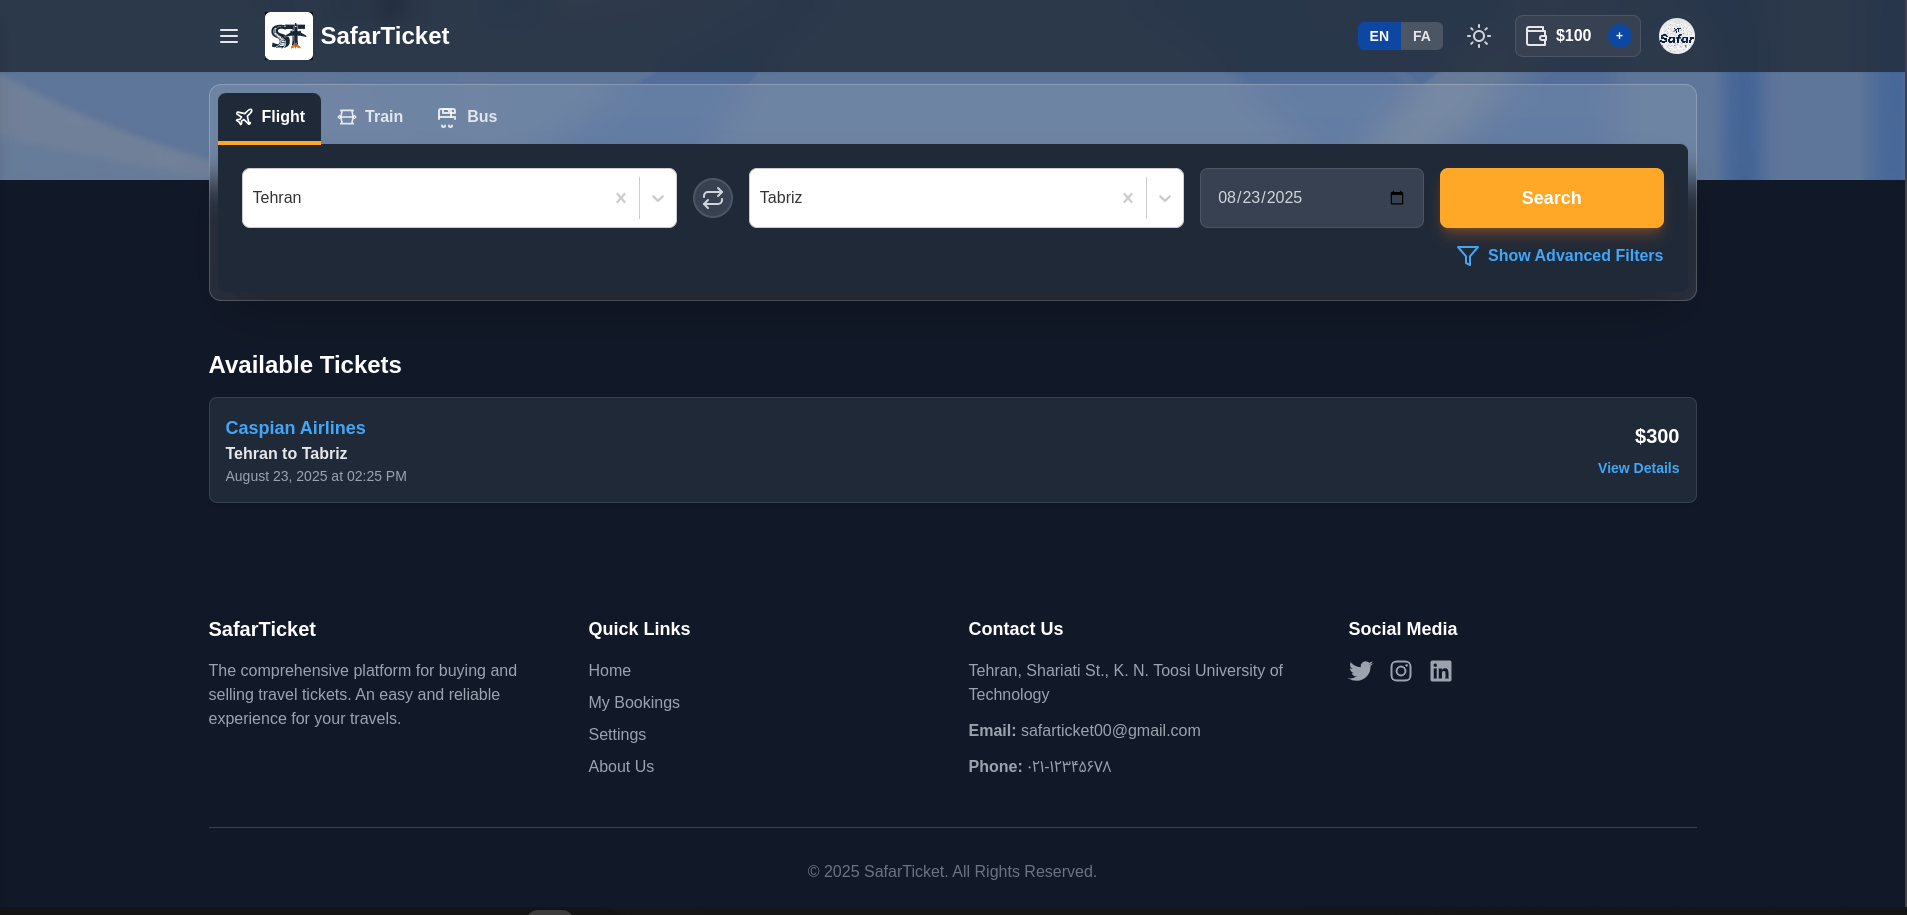 ST
SafarTicket
EN
FA
$100
+
Safar
Flight
Train
Bus
Tehran
Tabriz
08/23/2025
Search
Show Advanced Filters
Available Tickets
Caspian Airlines
Tehran to Tabriz
August 23, 2025 at 02:25 PM
$300
View Details
SafarTicket
The comprehensive platform for buying and
selling travel tickets. An easy and reliable
experience for your travels.
Quick Links
Home
My Bookings
Settings
About Us
Contact Us
Tehran, Shariati St., K. N. Toosi University of
Technology
Email: safarticket00@gmail.com
Phone: ۰۲۱-۱۲۳۴۵۶۷۸
Social Media
© 2025 SafarTicket. All Rights Reserved.